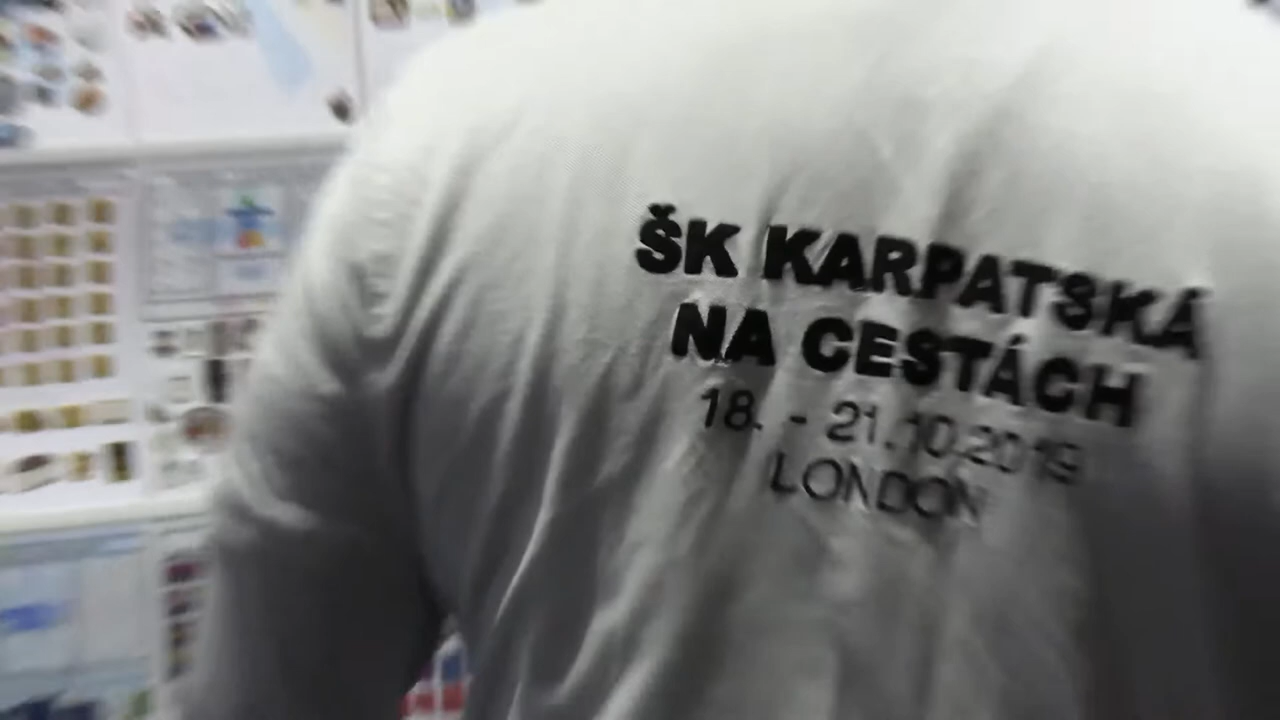 ŠK KARPATSKÁ
NA CESTÁCH
18. - 21.10.2019
LONDON